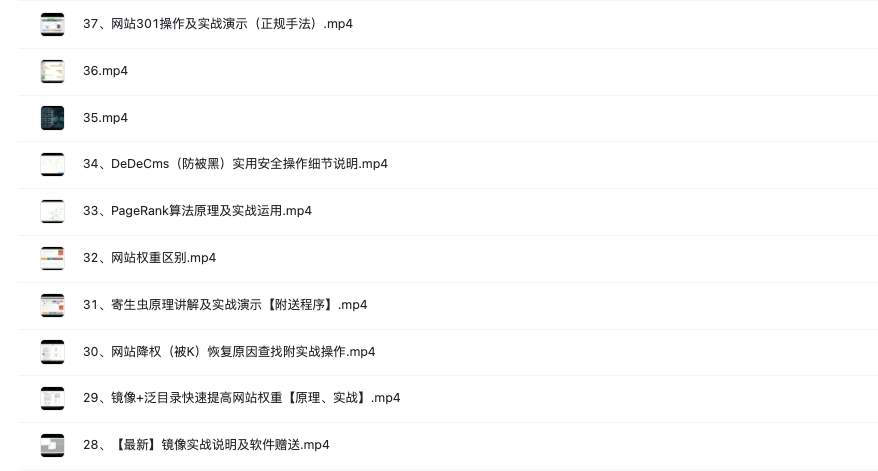 37、网站301操作及实战演示（正规手法）.mp4
36.mp4
35.mp4
34、DeDeCms（防被黑）实用安全操作细节说明.mp4
33、PageRank算法原理及实战运用.mp4
32、网站权重区别.mp4
31、寄生虫原理讲解及实战演示【附送程序】.mp4
30、网站降权（被K）恢复原因查找附实战操作.mp4
29、镜像+泛目录快速提高网站权重【原理、实战】.mp4
28、【最新】镜像实战说明及软件赠送.mp4